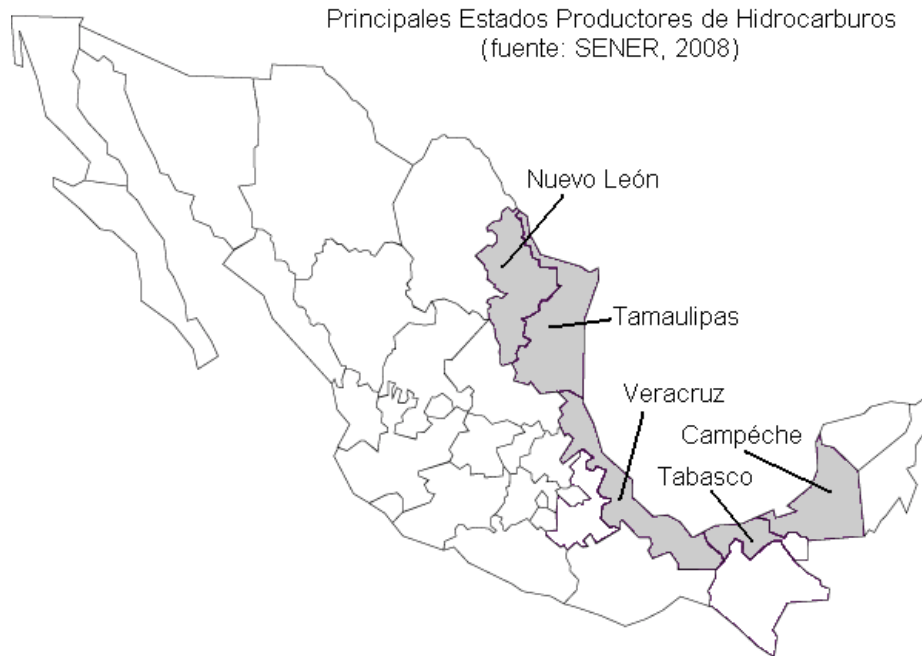 Principales Estados Productores de Hidrocarburos
(fuente: SENER, 2008)
Nuevo León
Tamaulipas
Veracruz
Campéche
Tabasco